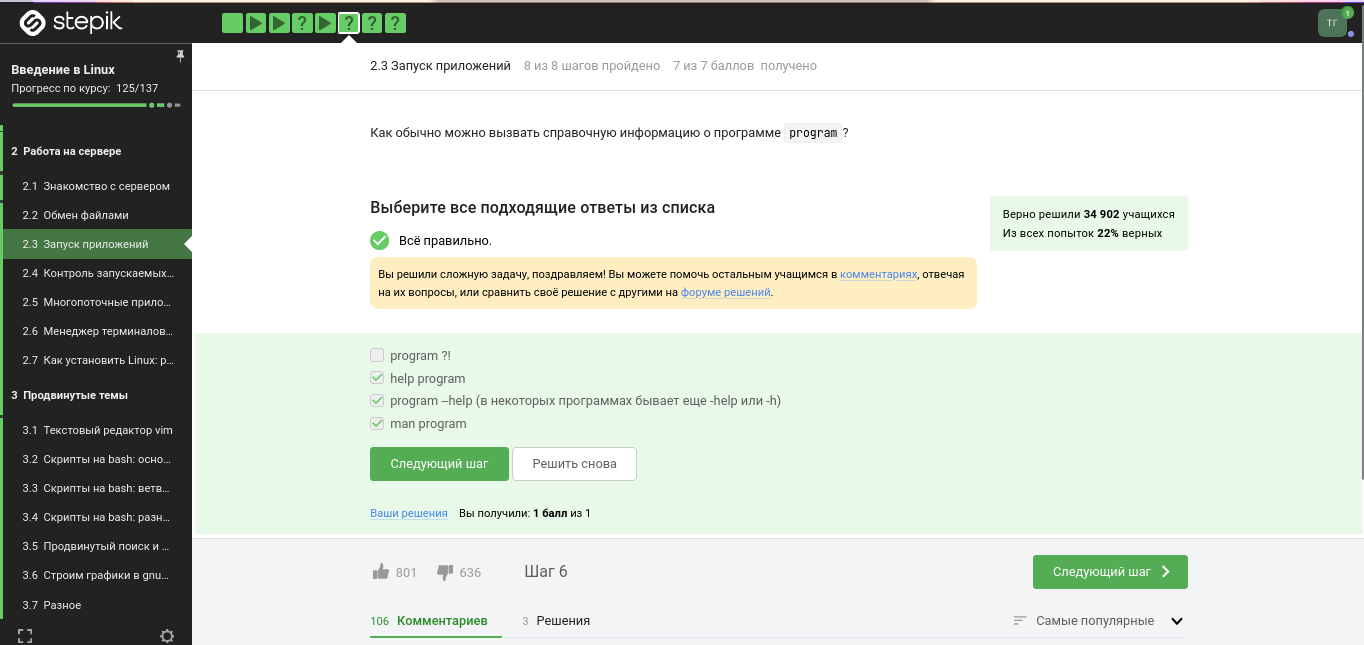 stepik
? ? ? ?
ТГ
1
Введение в Linux
Прогресс по курсу: 125/137
2 Работа на сервере
2.1 Знакомство с сервером
2.2 Обмен файлами
2.3 Запуск приложений
2.4 Контроль запускаемых...
2.5 Многопоточные прило...
2.6 Менеджер терминалов...
2.7 Как установить Linux: р...
3 Продвинутые темы
3.1 Текстовый редактор vim
3.2 Скрипты на bash: осно...
3.3 Скрипты на bash: ветв...
3.4 Скрипты на bash: разн...
3.5 Продвинутый поиск и ...
3.6 Строим графики в gnu...
3.7 Разное
2.3 Запуск приложений 8 из 8 шагов пройдено 7 из 7 баллов получено
Как обычно можно вызвать справочную информацию о программе program ?
Выберите все подходящие ответы из списка
Всё правильно.
Вы решили сложную задачу, поздравляем! Вы можете помочь остальным учащимся в комментариях, отвечая
на их вопросы, или сравнить своё решение с другими на форуме решений.
Верно решили 34 902 учащихся
Из всех попыток 22% верных
program ?!
help program
program --help (в некоторых программах бывает еще -help или -h)
man program
Следующий шаг Решить снова
Ваши решения Вы получили: 1 балл из 1
801 636 Шаг 6 Следующий шаг
106 Комментариев 3 Решения Самые популярные